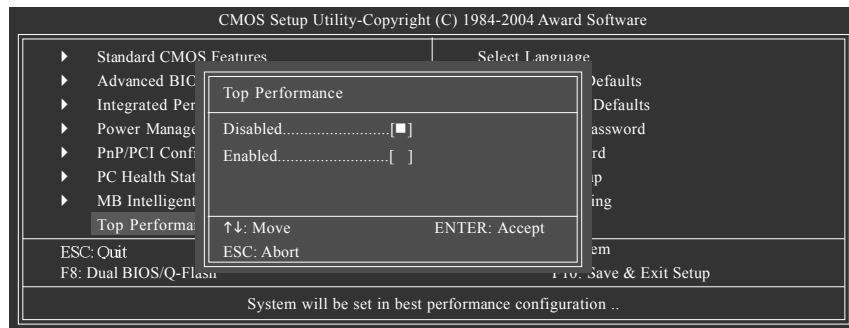 CMOS Setup Utility-Copyright (C) 1984-2004 Award Software
Standard CMOS Features
Advanced BIO
Integrated Per
Power Manage
PnP/PCI Confi
PC Health Stat
MB Intelligent
Top Performa
Select Language
Defaults
Defaults
assword
rd
up
ing
Top Performance
Disabled.........................[■]
Enabled..........................[ ]
↑↓: Move ENTER: Accept
ESC: Abort
ESC: Quit
em
F8: Dual BIOS/Q-Flash
F10: Save & Exit Setup
System will be set in best performance configuration ..